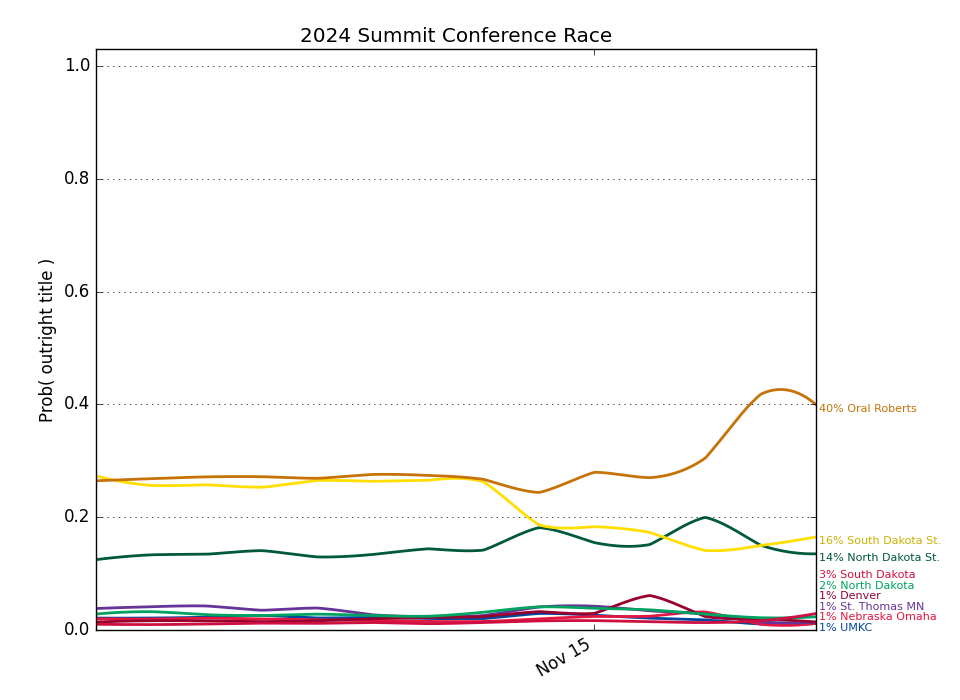 2024 Summit Conference Race
1.0
0.8
0.6
0.4
0.2
0.0
Prob( outright title )
Nov 15
40% Oral Roberts
16% South Dakota St.
14% North Dakota St.
3% South Dakota
2% North Dakota
1% Denver
1% St. Thomas MN
1% Nebraska Omaha
1% UMKC